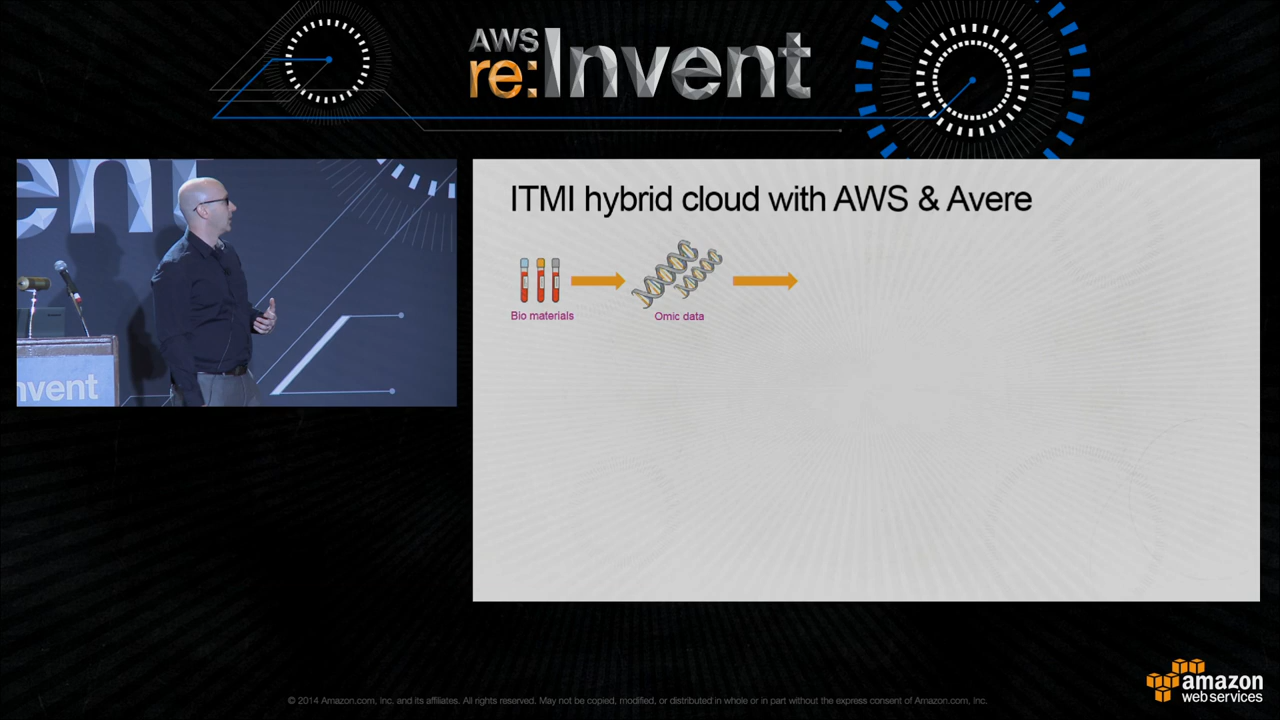 AWS
re:Invent
ent
nvent
ITMI hybrid cloud with AWS & Avere
Bio materials
Omic data
© 2014 Amazon.com, Inc. and its affiliates. All rights reserved. May not be copied, modified, or distributed in whole or in part without the express consent of Amazon.com, Inc.
amazon
web services